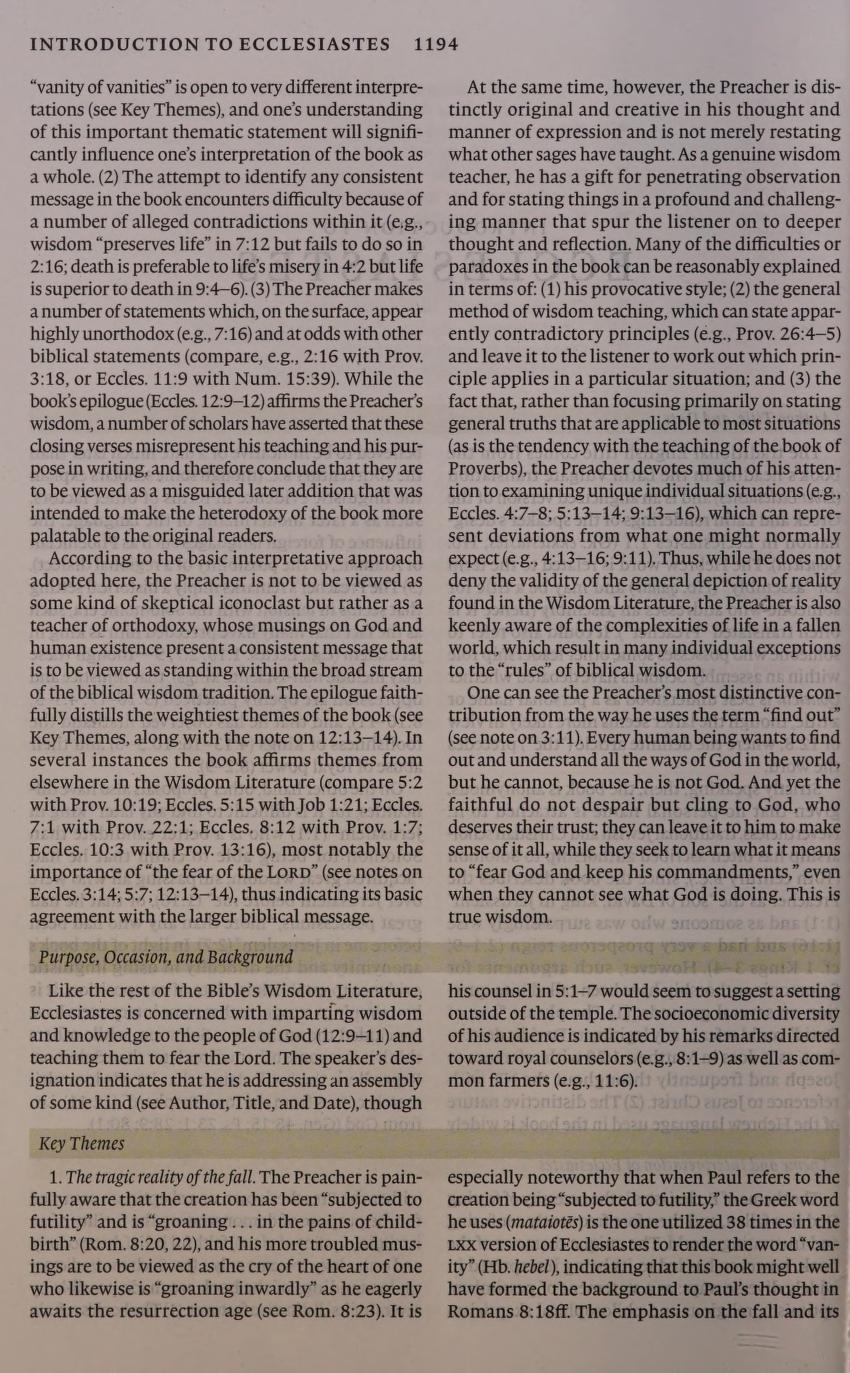 INTRODUCTION TO ECCLESIASTES 1194
“vanity of vanities” is open to very different interpre-
tations (see Key Themes), and one’s understanding
of this important thematic statement will signifi-
cantly influence one’s interpretation of the book as
a whole. (2) The attempt to identify any consistent
message in the book encounters difficulty because of
a number of alleged contradictions within it (e.g.,
wisdom “preserves life” in 7:12 but fails to do so in
2:16; death is preferable to life’s misery in 4:2 but life
is superior to death in 9:4–6). (3) The Preacher makes
a number of statements which, on the surface, appear
highly unorthodox (e.g., 7:16) and at odds with other
biblical statements (compare, e.g., 2:16 with Prov.
3:18, or Eccles. 11:9 with Num. 15:39). While the
book’s epilogue (Eccles. 12:9–12) affirms the Preacher’s
wisdom, a number of scholars have asserted that these
closing verses misrepresent his teaching and his pur-
pose in writing, and therefore conclude that they are
to be viewed as a misguided later addition that was
intended to make the heterodoxy of the book more
palatable to the original readers.
According to the basic interpretative approach
adopted here, the Preacher is not to be viewed as
some kind of skeptical iconoclast but rather as a
teacher of orthodoxy, whose musings on God and
human existence present a consistent message that
is to be viewed as standing within the broad stream
of the biblical wisdom tradition. The epilogue faith-
fully distills the weightiest themes of the book (see
Key Themes, along with the note on 12:13–14). In
several instances the book affirms themes from
elsewhere in the Wisdom Literature (compare 5:2
with Prov. 10:19; Eccles. 5:15 with Job 1:21; Eccles.
7:1 with Prov. 22:1; Eccles. 8:12 with Prov. 1:7;
Eccles. 10:3 with Prov. 13:16), most notably the
importance of “the fear of the LORD” (see notes on
Eccles. 3:14; 5:7; 12:13–14), thus indicating its basic
agreement with the larger biblical message.
At the same time, however, the Preacher is dis-
tinctly original and creative in his thought and
manner of expression and is not merely restating
what other sages have taught. As a genuine wisdom
teacher, he has a gift for penetrating observation
and for stating things in a profound and challeng-
ing manner that spur the listener on to deeper
thought and reflection. Many of the difficulties or
paradoxes in the book can be reasonably explained
in terms of: (1) his provocative style; (2) the general
method of wisdom teaching, which can state appar-
ently contradictory principles (e.g., Prov. 26:4–5)
and leave it to the listener to work out which prin-
ciple applies in a particular situation; and (3) the
fact that, rather than focusing primarily on stating
general truths that are applicable to most situations
(as is the tendency with the teaching of the book of
Proverbs), the Preacher devotes much of his atten-
tion to examining unique individual situations (e.g.,
Eccles. 4:7–8; 5:13–14; 9:13–16), which can repre-
sent deviations from what one might normally
expect (e.g., 4:13–16; 9:11). Thus, while he does not
deny the validity of the general depiction of reality
found in the Wisdom Literature, the Preacher is also
keenly aware of the complexities of life in a fallen
world, which result in many individual exceptions
to the “rules” of biblical wisdom.
One can see the Preacher’s most distinctive con-
tribution from the way he uses the term “find out”
(see note on 3:11). Every human being wants to find
out and understand all the ways of God in the world,
but he cannot, because he is not God. And yet the
faithful do not despair but cling to God, who
deserves their trust; they can leave it to him to make
sense of it all, while they seek to learn what it means
to “fear God and keep his commandments,” even
when they cannot see what God is doing. This is
true wisdom.
Purpose, Occasion, and Background
Like the rest of the Bible’s Wisdom Literature,
Ecclesiastes is concerned with imparting wisdom
and knowledge to the people of God (12:9–11) and
teaching them to fear the Lord. The speaker’s des-
ignation indicates that he is addressing an assembly
of some kind (see Author, Title, and Date), though
his counsel in 5:1–7 would seem to suggest a setting
outside of the temple. The socioeconomic diversity
of his audience is indicated by his remarks directed
toward royal counselors (e.g., 8:1–9) as well as com-
mon farmers (e.g., 11:6).
Key Themes
1. The tragic reality of the fall. The Preacher is pain-
fully aware that the creation has been “subjected to
futility” and is “groaning . . . in the pains of child-
birth” (Rom. 8:20, 22), and his more troubled mus-
ings are to be viewed as the cry of the heart of one
who likewise is “groaning inwardly” as he eagerly
awaits the resurrection age (see Rom. 8:23). It is
especially noteworthy that when Paul refers to the
creation being “subjected to futility,” the Greek word
he uses (mataiotēs) is the one utilized 38 times in the
LXX version of Ecclesiastes to render the word “van-
ity” (Hb. hebel), indicating that this book might well
have formed the background to Paul’s thought in
Romans 8:18ff. The emphasis on the fall and its